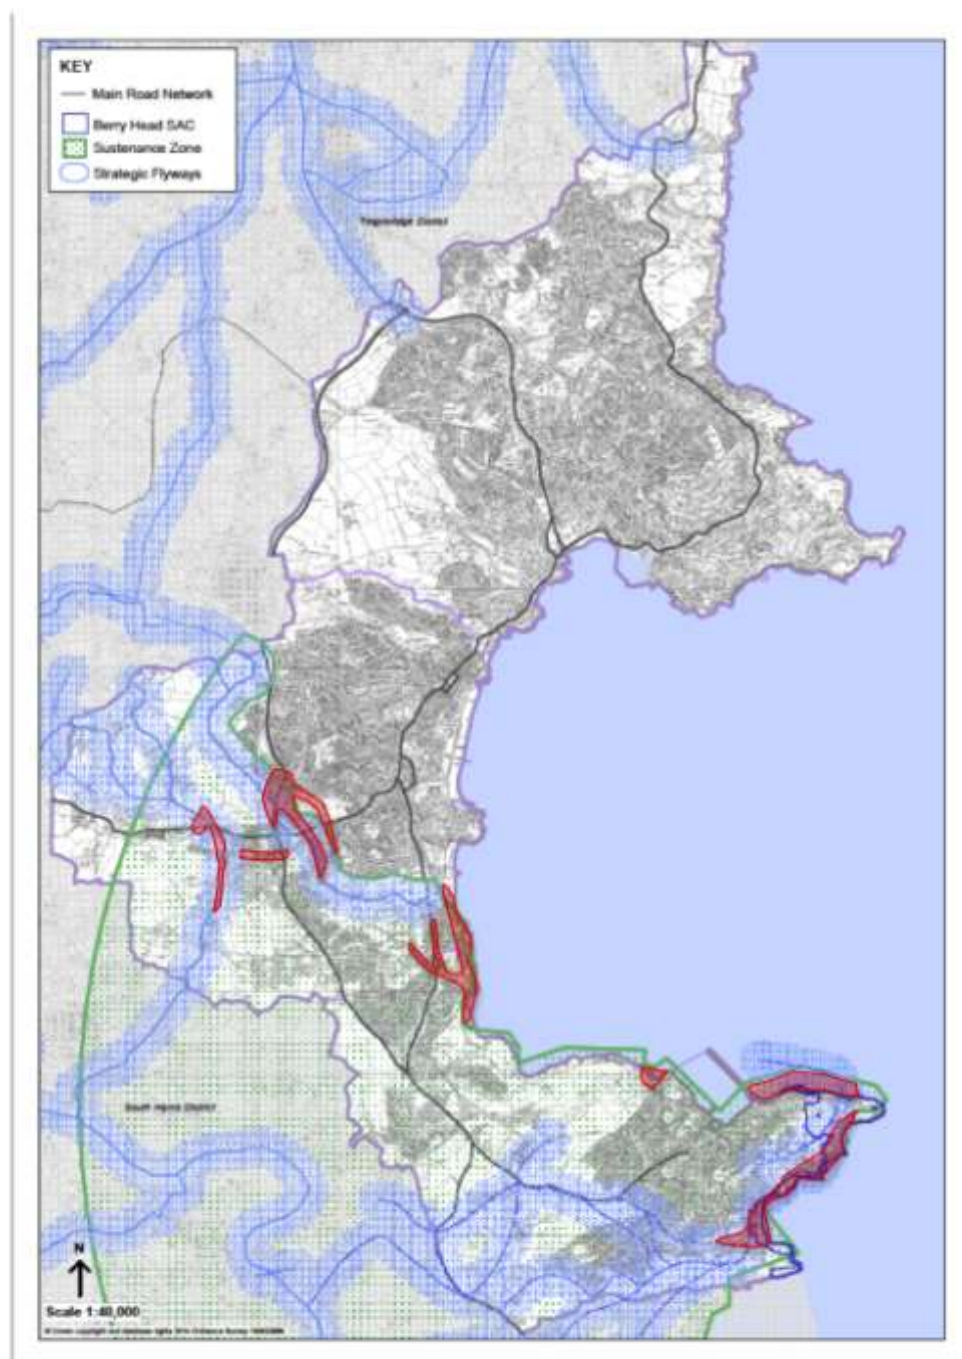 KEY
Main Road Network
Berry Head SAC
Sustenance Zone
Strategic Flyways
Teignbridge District
South Hams District
N
Scale 1:40,000